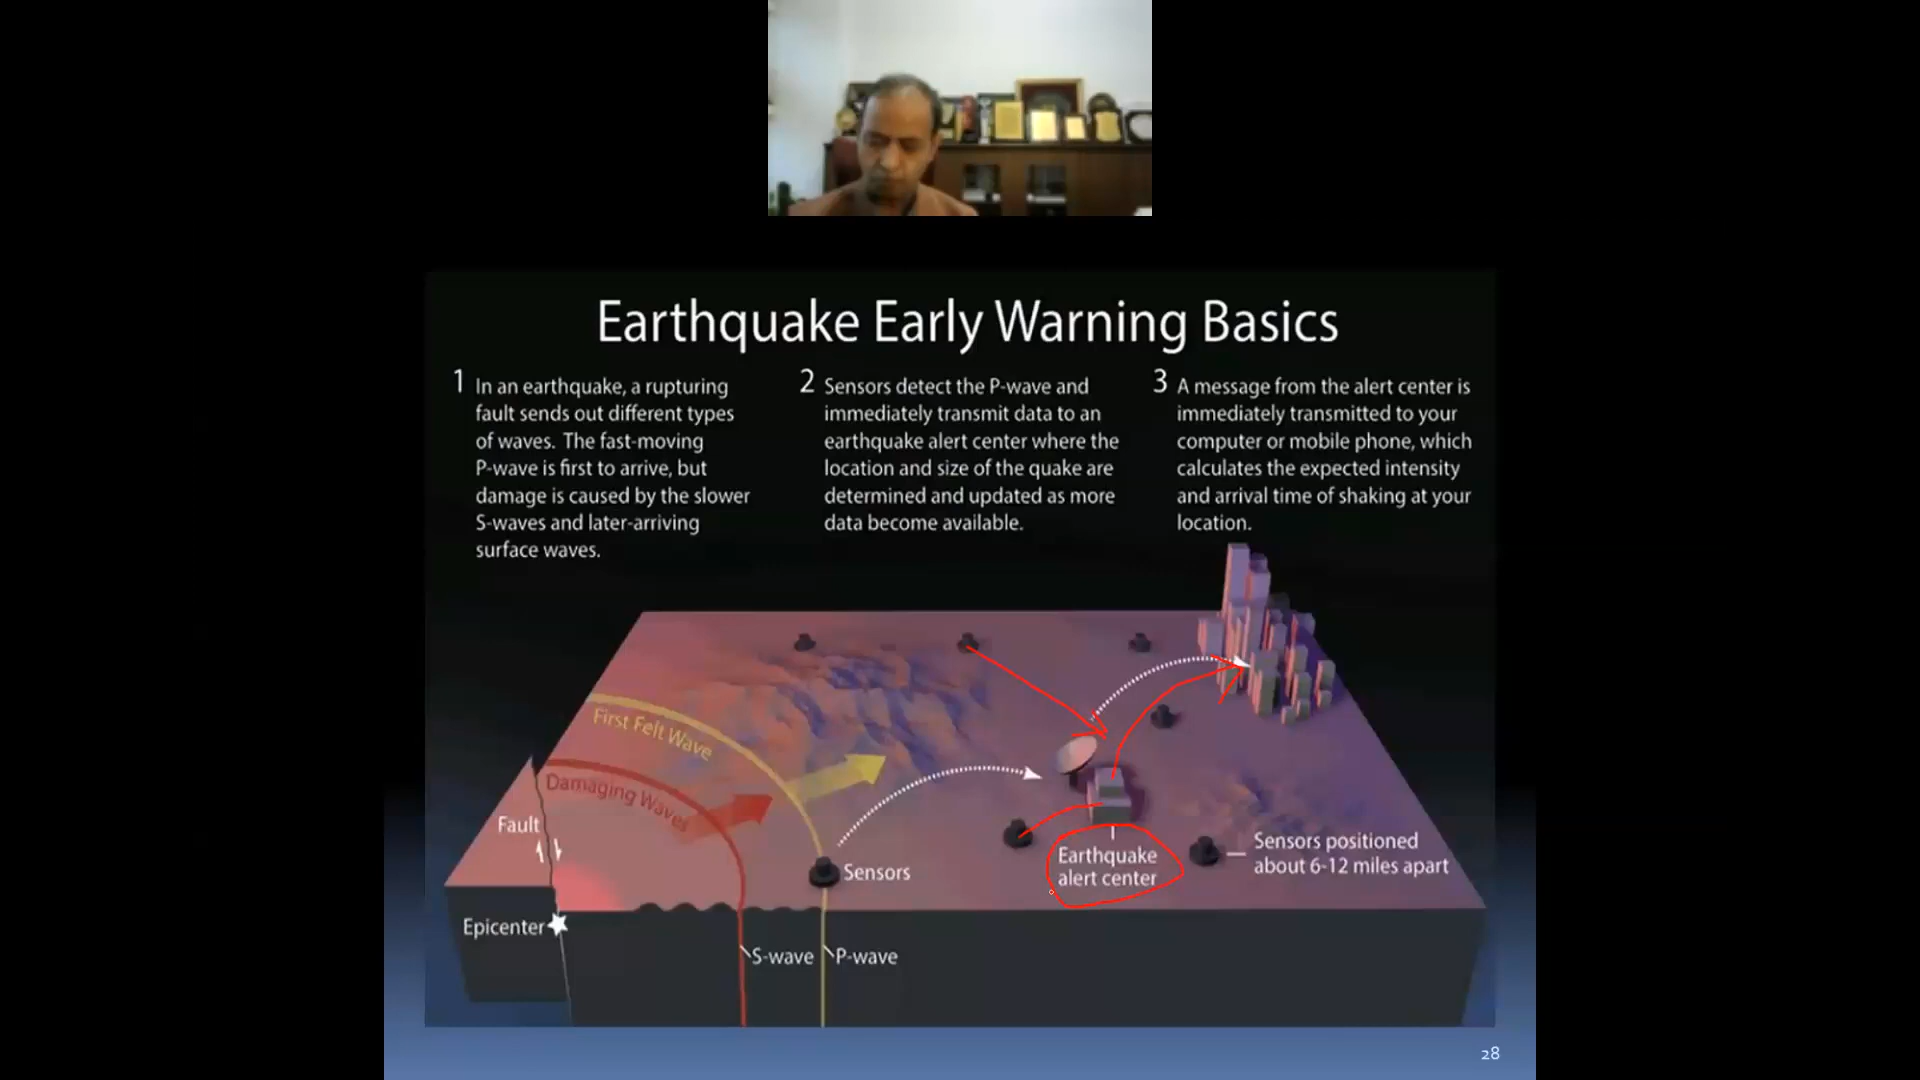 Earthquake Early Warning Basics
1 In an earthquake, a rupturing
fault sends out different types
of waves. The fast-moving
P-wave is first to arrive, but
damage is caused by the slower
S-waves and later-arriving
surface waves.
2 Sensors detect the P-wave and
immediately transmit data to an
earthquake alert center where the
location and size of the quake are
determined and updated as more
data become available.
3 A message from the alert center is
immediately transmitted to your
computer or mobile phone, which
calculates the expected intensity
and arrival time of shaking at your
location.
First Felt Wave
Damaging Waves
Fault
Sensors
Earthquake
alert center
Sensors positioned
about 6-12 miles apart
Epicenter
S-wave
P-wave
28